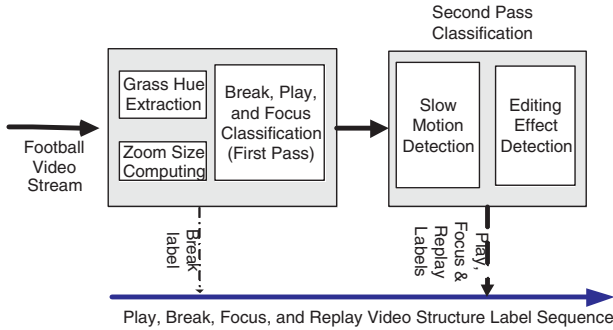 Second Pass
Classification
Grass Hue
Extraction
Zoom Size
Computing
Break, Play,
and Focus
Classification
(First Pass)
Slow
Motion
Detection
Editing
Effect
Detection
Football
Video
Stream
Break
label
Play,
Focus &
Replay
Labels
Play, Break, Focus, and Replay Video Structure Label Sequence